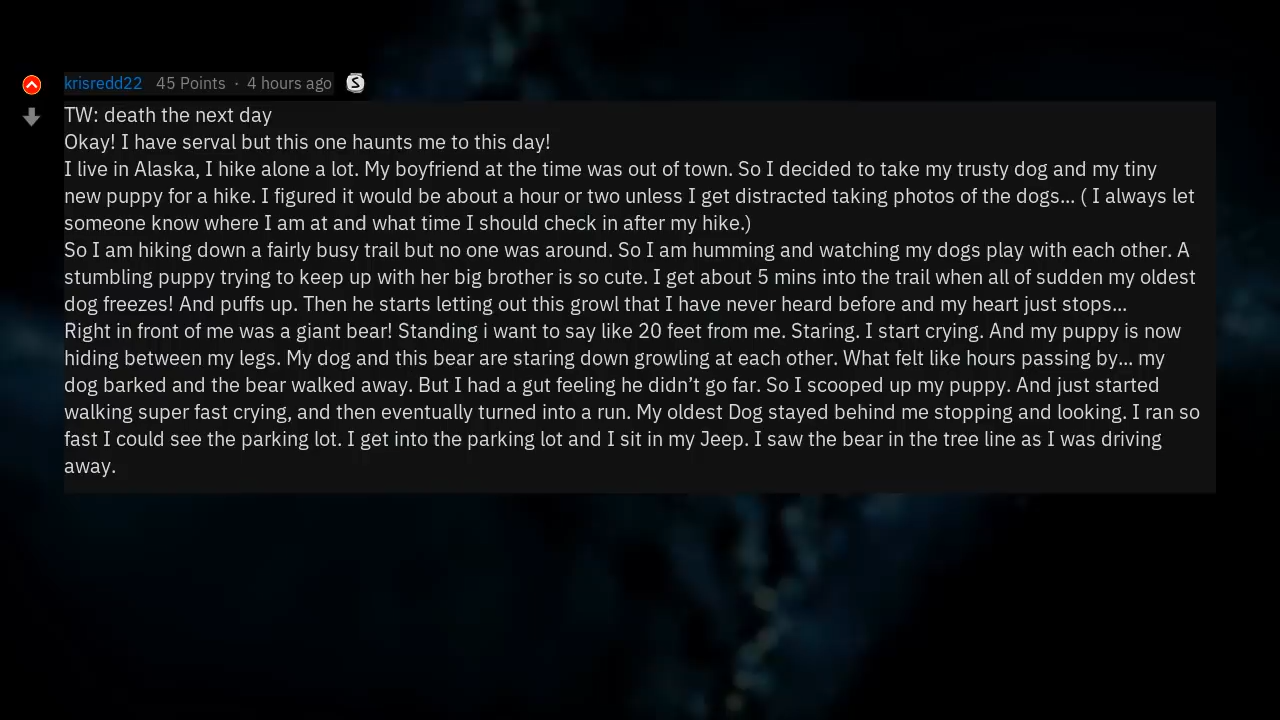 krisredd22 45 Points · 4 hours ago S
TW: death the next day
Okay! I have serval but this one haunts me to this day!
I live in Alaska, I hike alone a lot. My boyfriend at the time was out of town. So I decided to take my trusty dog and my tiny
new puppy for a hike. I figured it would be about a hour or two unless I get distracted taking photos of the dogs... ( I always let
someone know where I am at and what time I should check in after my hike.)
So I am hiking down a fairly busy trail but no one was around. So I am humming and watching my dogs play with each other. A
stumbling puppy trying to keep up with her big brother is so cute. I get about 5 mins into the trail when all of sudden my oldest
dog freezes! And puffs up. Then he starts letting out this growl that I have never heard before and my heart just stops...
Right in front of me was a giant bear! Standing i want to say like 20 feet from me. Staring. I start crying. And my puppy is now
hiding between my legs. My dog and this bear are staring down growling at each other. What felt like hours passing by... my
dog barked and the bear walked away. But I had a gut feeling he didn’t go far. So I scooped up my puppy. And just started
walking super fast crying, and then eventually turned into a run. My oldest Dog stayed behind me stopping and looking. I ran so
fast I could see the parking lot. I get into the parking lot and I sit in my Jeep. I saw the bear in the tree line as I was driving
away.